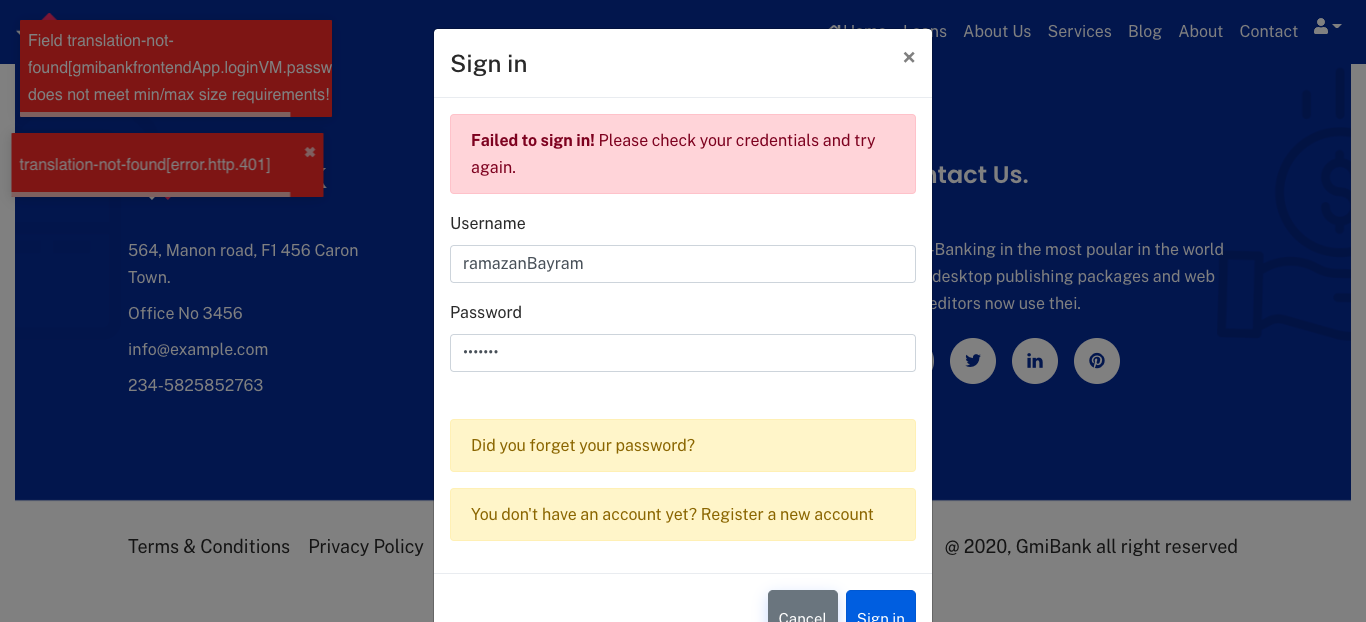 Home Loans About Us Services Blog About Contact
Field translation-not-
found[gmibankfrontendApp.loginVM.passw
does not meet min/max size requirements!
translation-not-found[error.http.401]
Sign in
×
Failed to sign in! Please check your credentials and try
again.
Username
ramazanBayram
Password
•••••••
Did you forget your password?
You don't have an account yet? Register a new account
Cancel
Sign in
564, Manon road, F1 456 Caron
Town.
Office No 3456
info@example.com
234-5825852763
ntact Us.
-Banking in the most poular in the world
desktop publishing packages and web
editors now use thei.
Terms & Conditions Privacy Policy
@ 2020, GmiBank all right reserved